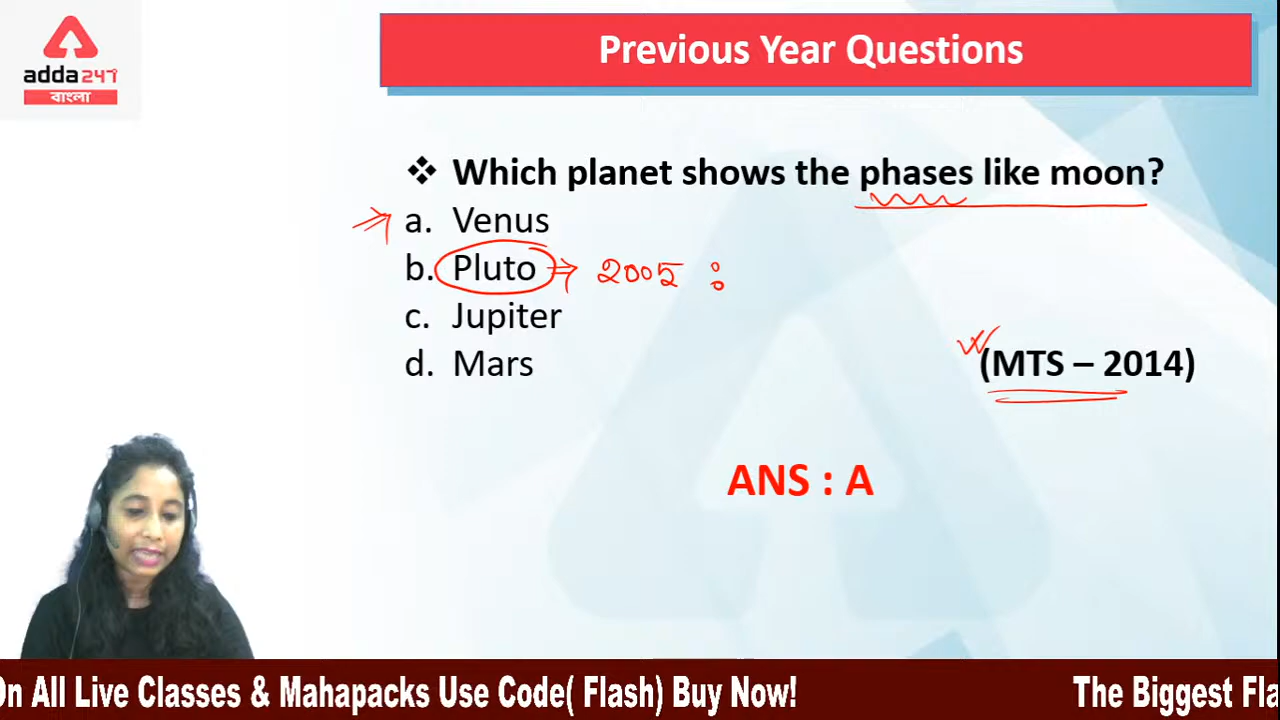 adda247
বাংলা
Previous Year Questions
❖ Which planet shows the phases like moon?
a. Venus
b. Pluto ⇒ 2005 :
c. Jupiter
d. Mars
(MTS – 2014)
ANS : A
On All Live Classes & Mahapacks Use Code( Flash) Buy Now!
The Biggest Fla